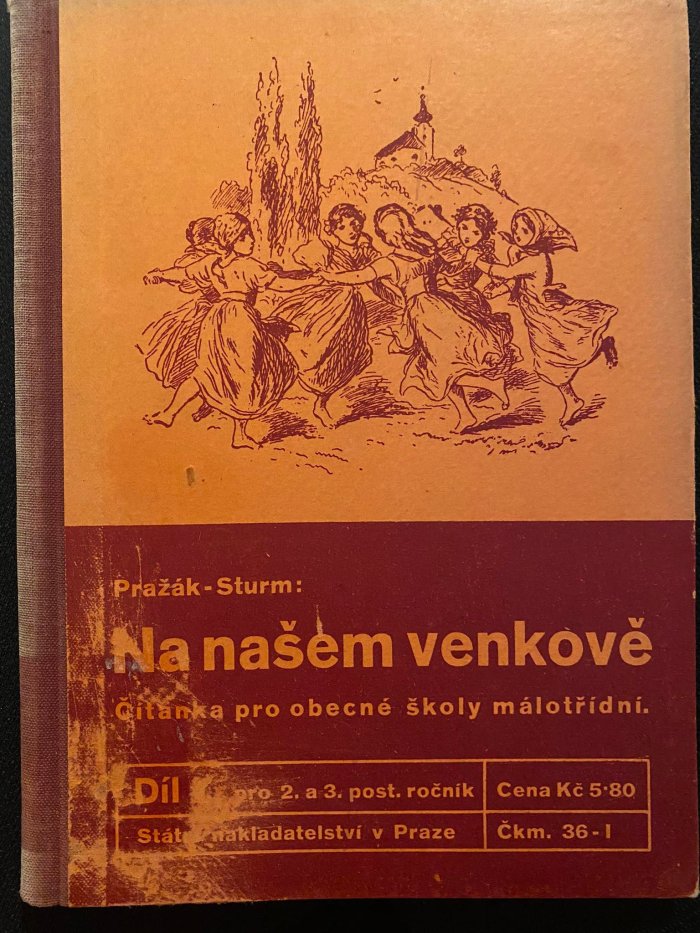 Pražák-Sturm:
Na našem venkově
Čítanka pro obecné školy málotřídní.
Díl pro 2. a 3. post. ročník
Cena Kč 5·80
Státní nakladatelství v Praze
Čkm. 36-I